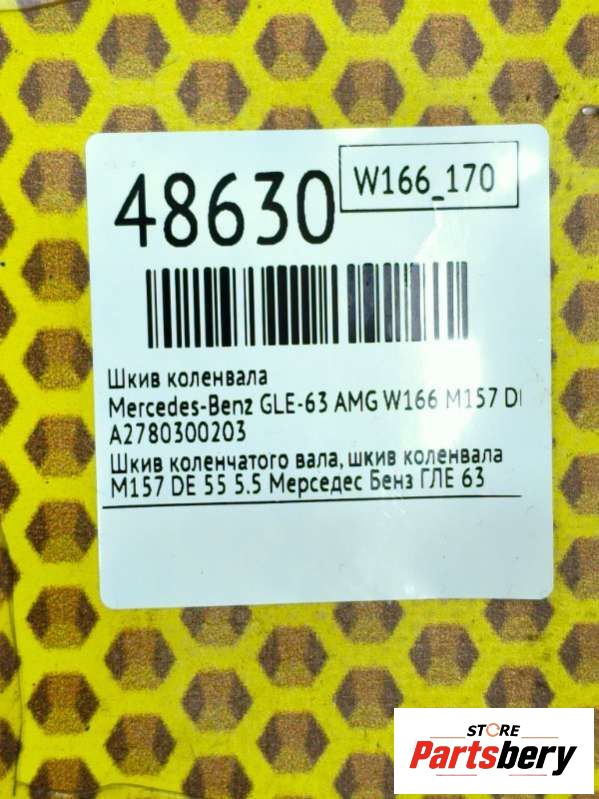 48630
W166_170
Шкив коленвала
Mercedes-Benz GLE-63 AMG W166 M157 D
A2780300203
Шкив коленчатого вала, шкив коленвала
M157 DE 55 5.5 Мерседес Бенз ГЛЕ 63
STORE
Partsbery